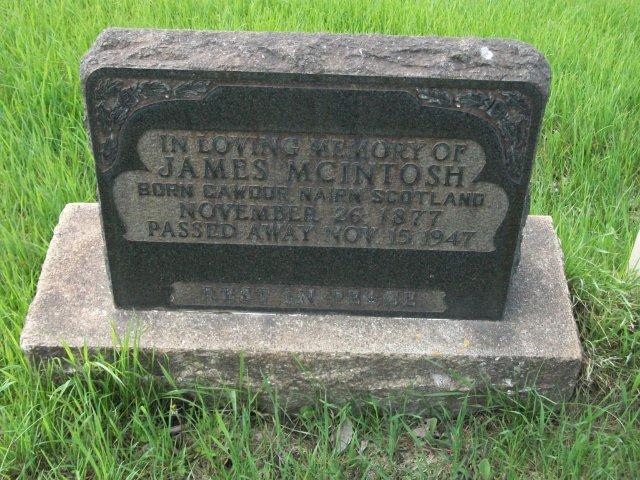 IN LOVING MEMORY OF
JAMES MCINTOSH
BORN CAWDOR NAIRN SCOTLAND
NOVEMBER 26 1877
PASSED AWAY NOV 15, 1947
REST IN PEACE